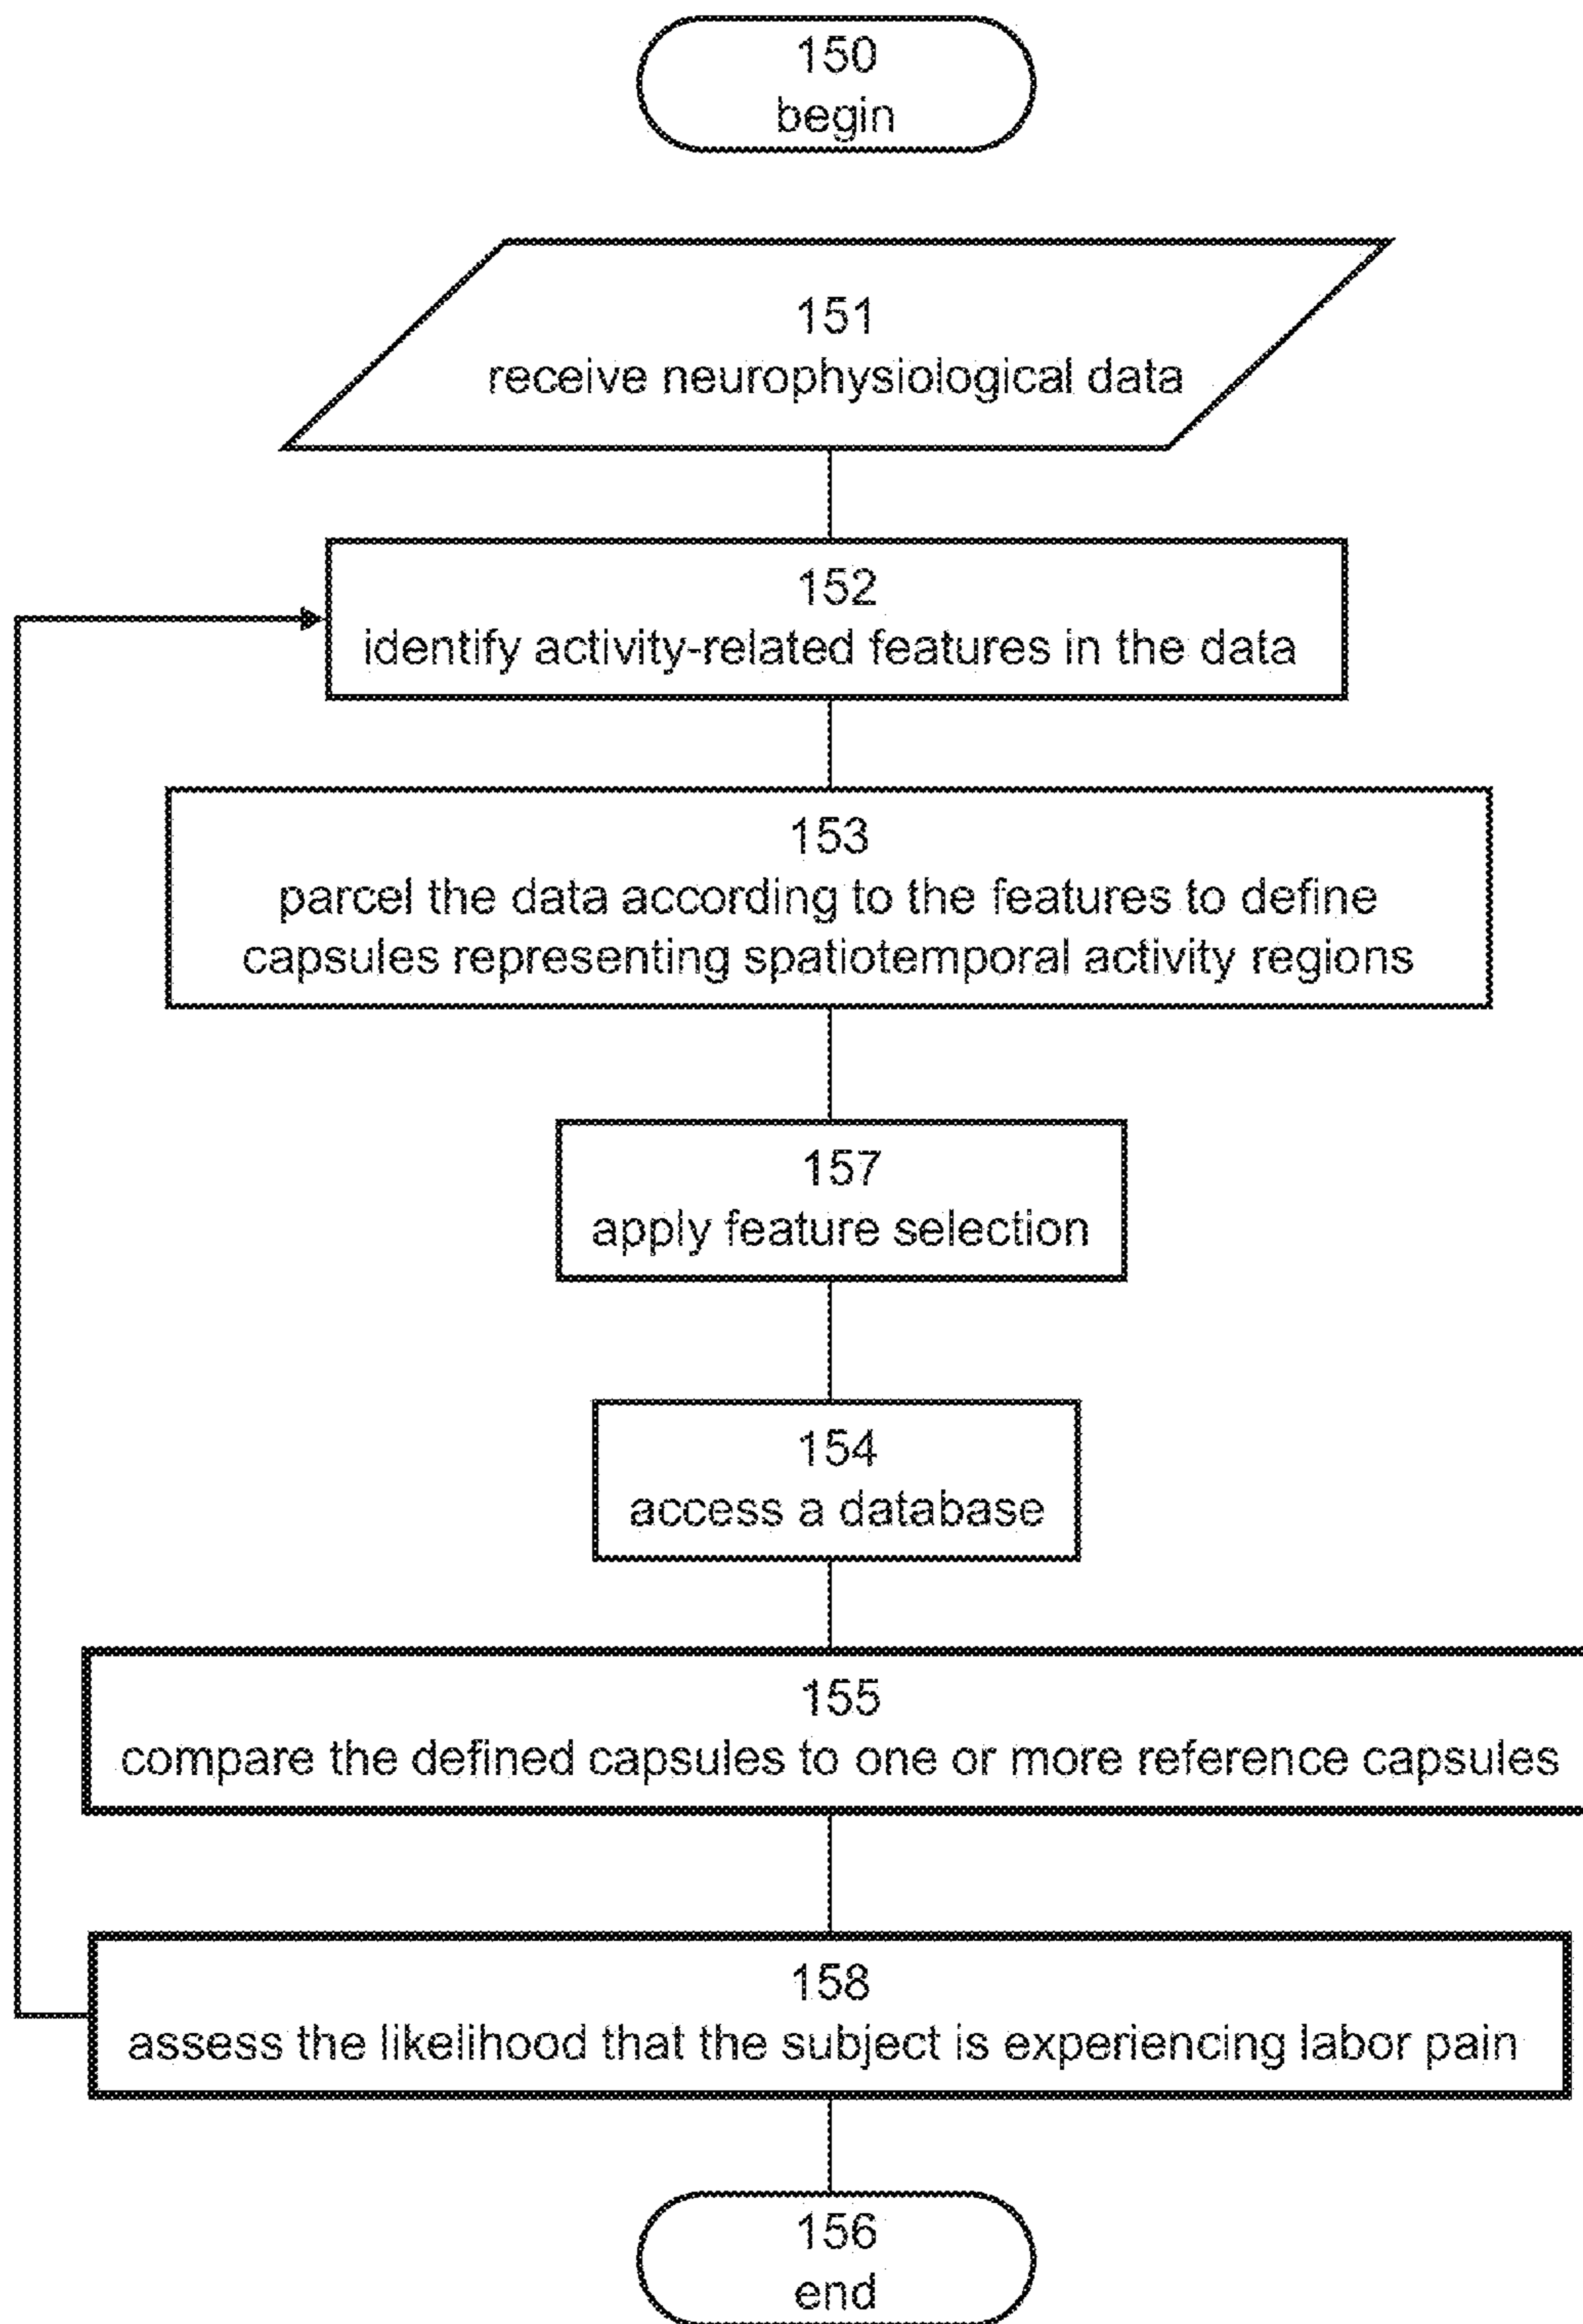 150
begin
151
receive neurophysiological data
152
identify activity-related features in the data
153
parcel the data according to the features to define
capsules representing spatiotemporal activity regions
157
apply feature selection
154
access a database
155
compare the defined capsules to one or more reference capsules
158
assess the likelihood that the subject is experiencing labor pain
156
end